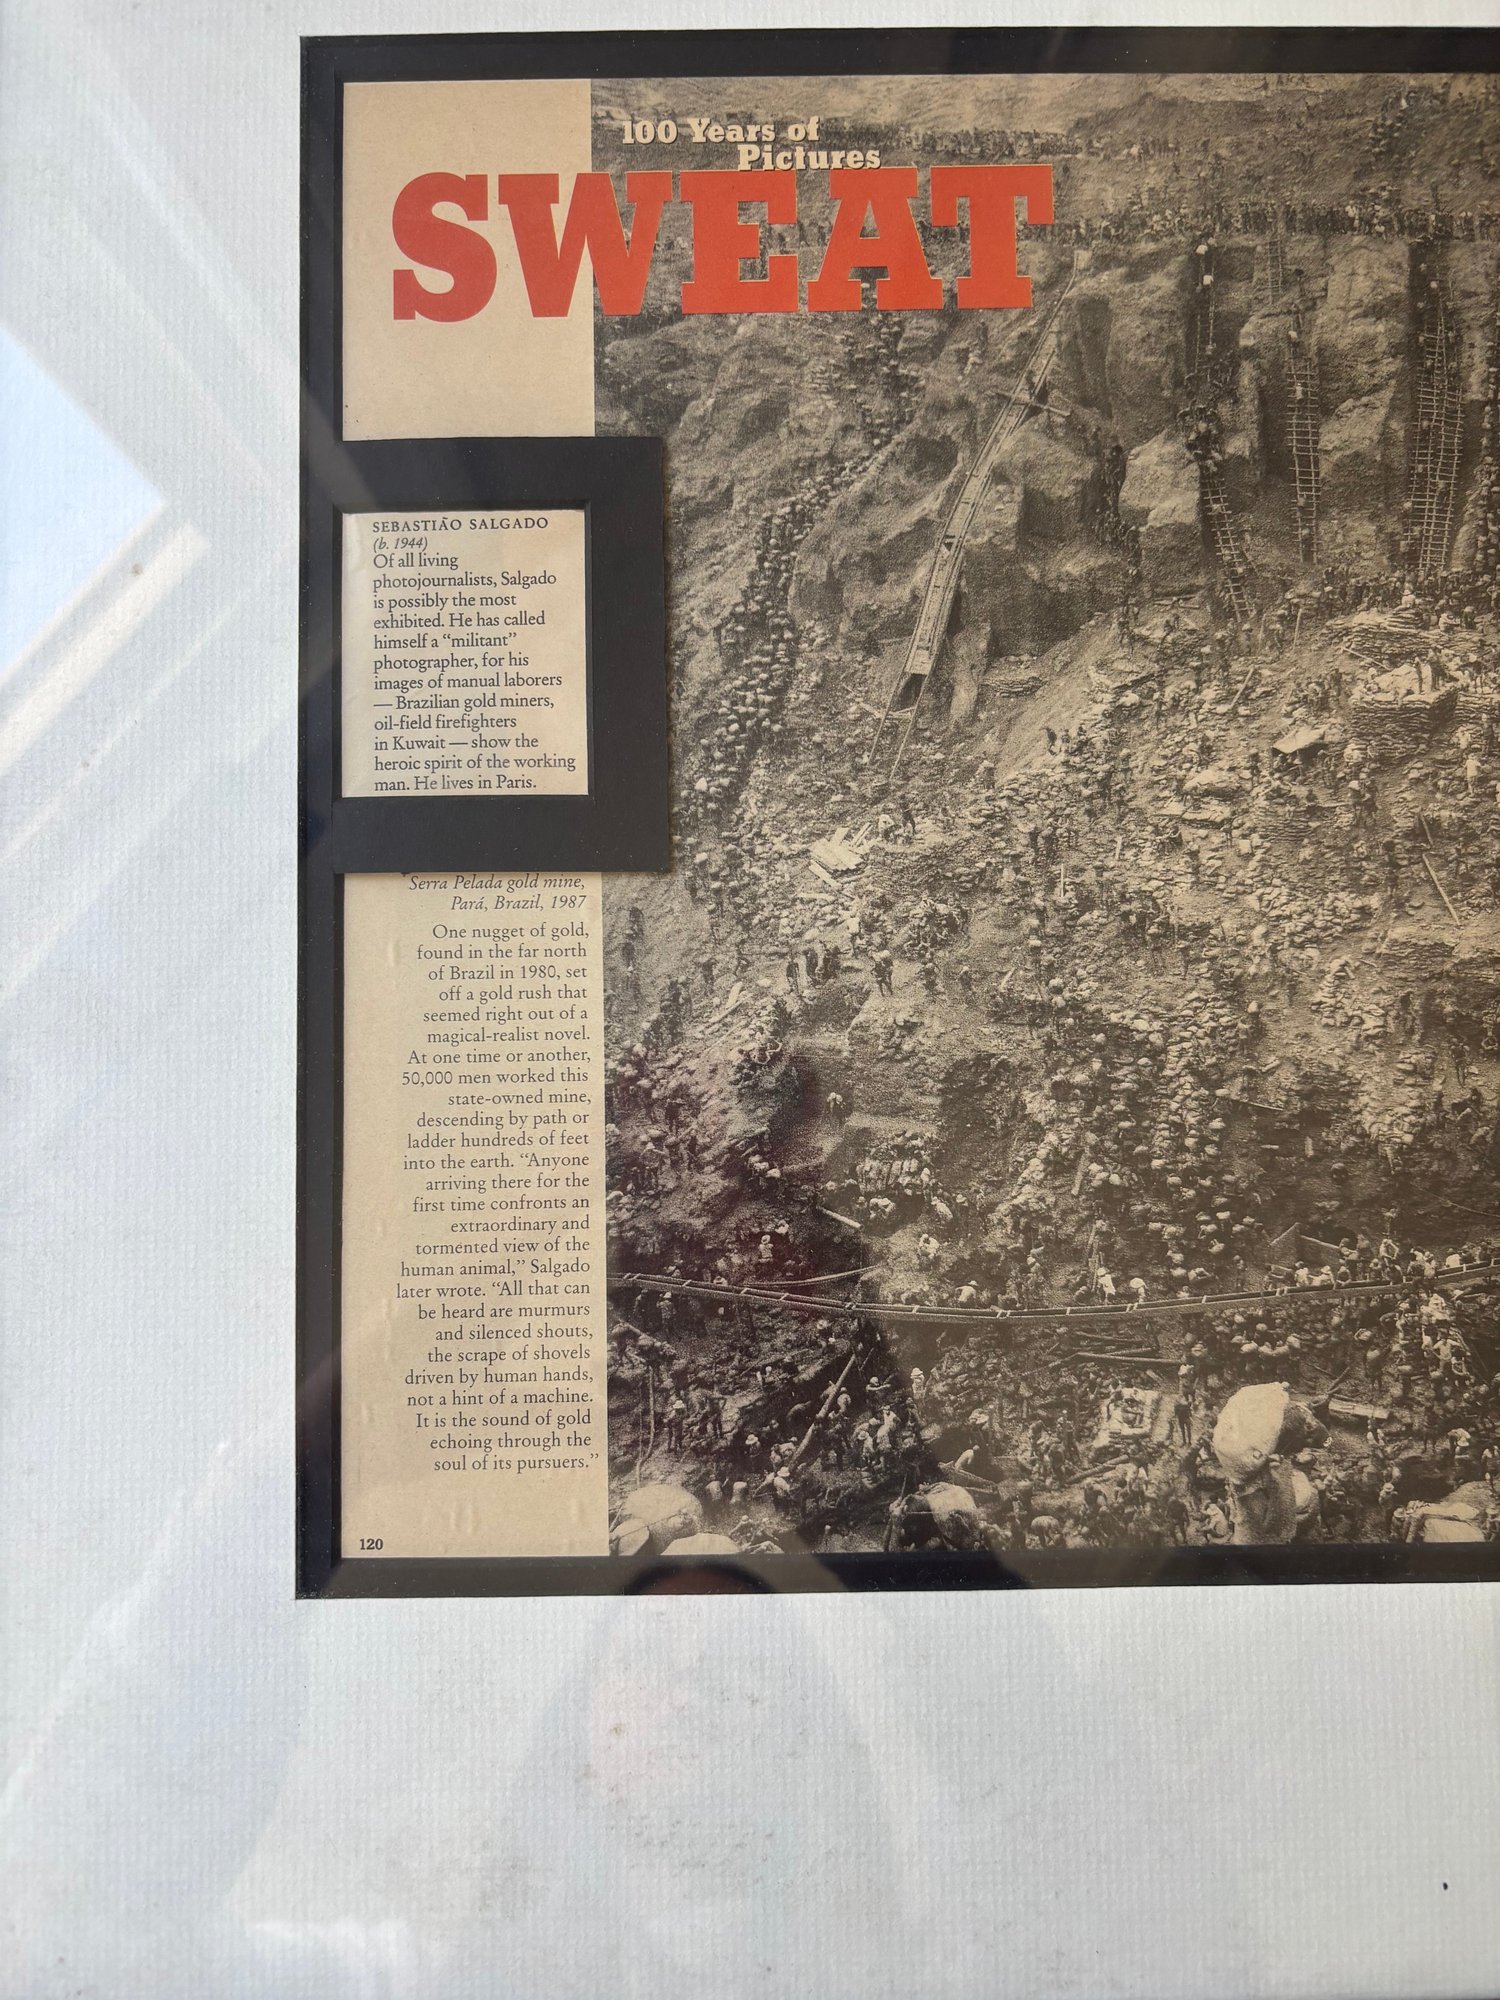 100 Years of
Pictures
SWEAT
SEBASTIÃO SALGADO
(b. 1944)
Of all living
photojournalists, Salgado
is possibly the most
exhibited. He has called
himself a “militant”
photographer, for his
images of manual laborers
— Brazilian gold miners,
oil-field firefighters
in Kuwait — show the
heroic spirit of the working
man. He lives in Paris.
Serra Pelada gold mine,
Pará, Brazil, 1987
One nugget of gold,
found in the far north
of Brazil in 1980, set
off a gold rush that
seemed right out of a
magical-realist novel.
At one time or another,
50,000 men worked this
state-owned mine,
descending by path or
ladder hundreds of feet
into the earth. “Anyone
arriving there for the
first time confronts an
extraordinary and
tormented view of the
human animal,” Salgado
later wrote. “All that can
be heard are murmurs
and silenced shouts,
the scrape of shovels
driven by human hands,
not a hint of a machine.
It is the sound of gold
echoing through the
soul of its pursuers.”
120